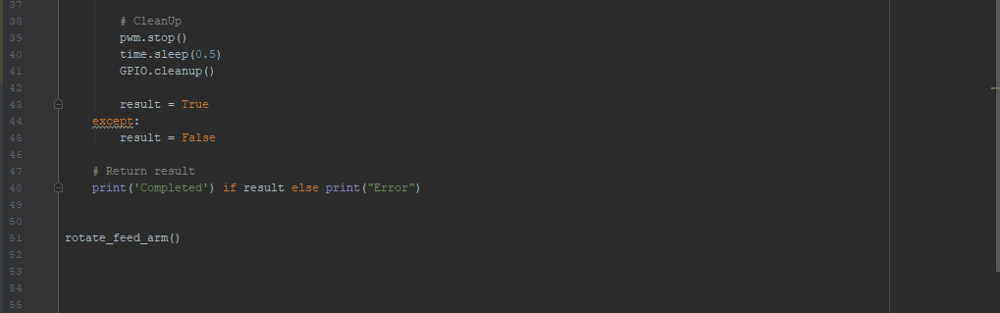 37
38 # CleanUp
39 pwm.stop()
40 time.sleep(0.5)
41 GPIO.cleanup()
42
43 result = True
44 except:
45 result = False
46
47 # Return result
48 print('Completed') if result else print("Error")
49
50
51 rotate_feed_arm()
52
53
54
55